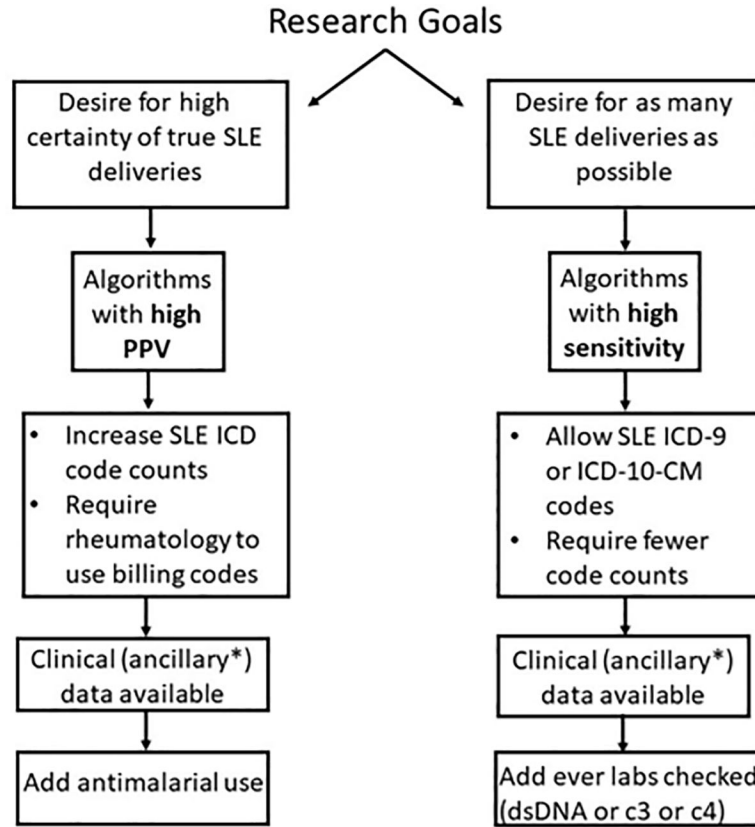 Research Goals
Desire for high
certainty of true SLE
deliveries
Algorithms
with high
PPV
• Increase SLE ICD
code counts
• Require
rheumatology to
use billing codes
Clinical (ancillary*)
data available
Add antimalarial use
Desire for as many
SLE deliveries as
possible
Algorithms
with high
sensitivity
• Allow SLE ICD-9
or ICD-10-CM
codes
• Require fewer
code counts
Clinical (ancillary*)
data available
Add ever labs checked
(dsDNA or c3 or c4)